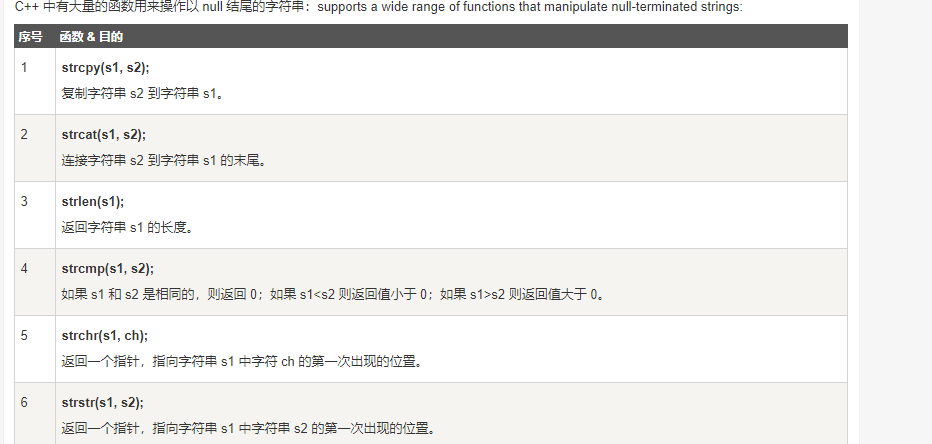 C++ 中有大量的函数用来操作以 null 结尾的字符串：supports a wide range of functions that manipulate null-terminated strings:
序号 函数 & 目的
1 strcpy(s1, s2);
复制字符串 s2 到字符串 s1。
2 strcat(s1, s2);
连接字符串 s2 到字符串 s1 的末尾。
3 strlen(s1);
返回字符串 s1 的长度。
4 strcmp(s1, s2);
如果 s1 和 s2 是相同的，则返回 0；如果 s1<s2 则返回值小于 0；如果 s1>s2 则返回值大于 0。
5 strchr(s1, ch);
返回一个指针，指向字符串 s1 中字符 ch 的第一次出现的位置。
6 strstr(s1, s2);
返回一个指针，指向字符串 s1 中字符串 s2 的第一次出现的位置。